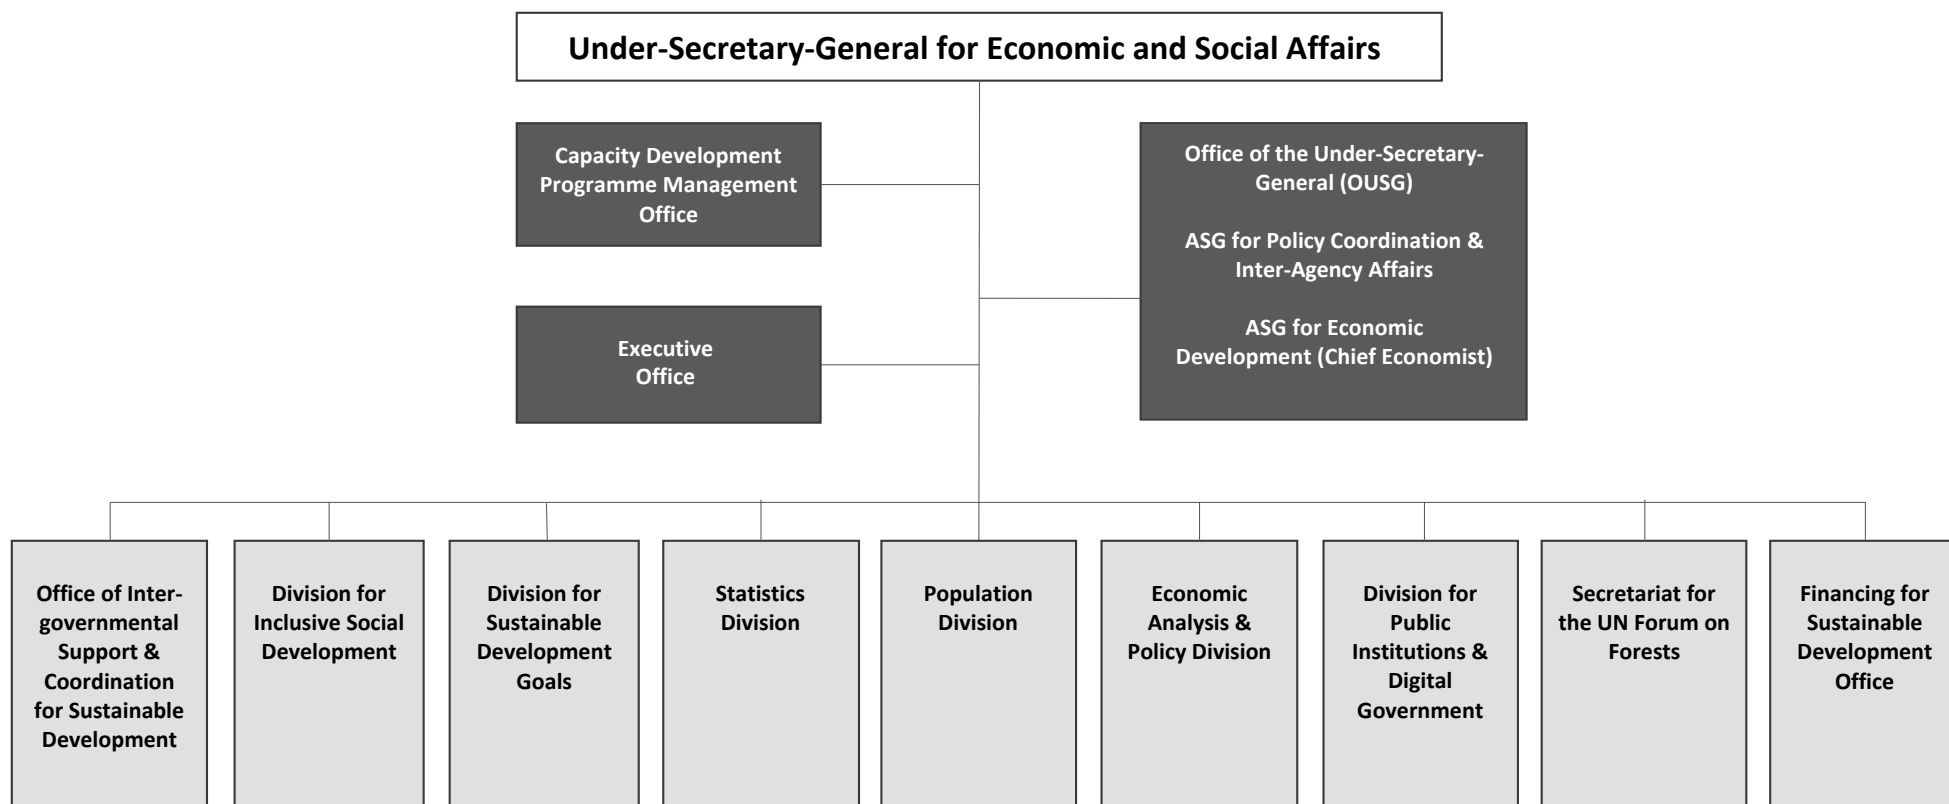 Under-Secretary-General for Economic and Social Affairs
Capacity Development
Programme Management
Office
Office of the Under-Secretary-
General (OUSG)
ASG for Policy Coordination &
Inter-Agency Affairs
ASG for Economic
Development (Chief Economist)
Executive
Office
Office of Inter-
governmental
Support &
Coordination
for Sustainable
Development
Division for
Inclusive Social
Development
Division for
Sustainable
Development
Goals
Statistics
Division
Population
Division
Economic
Analysis &
Policy Division
Division for
Public
Institutions &
Digital
Government
Secretariat for
the UN Forum on
Forests
Financing for
Sustainable
Development
Office